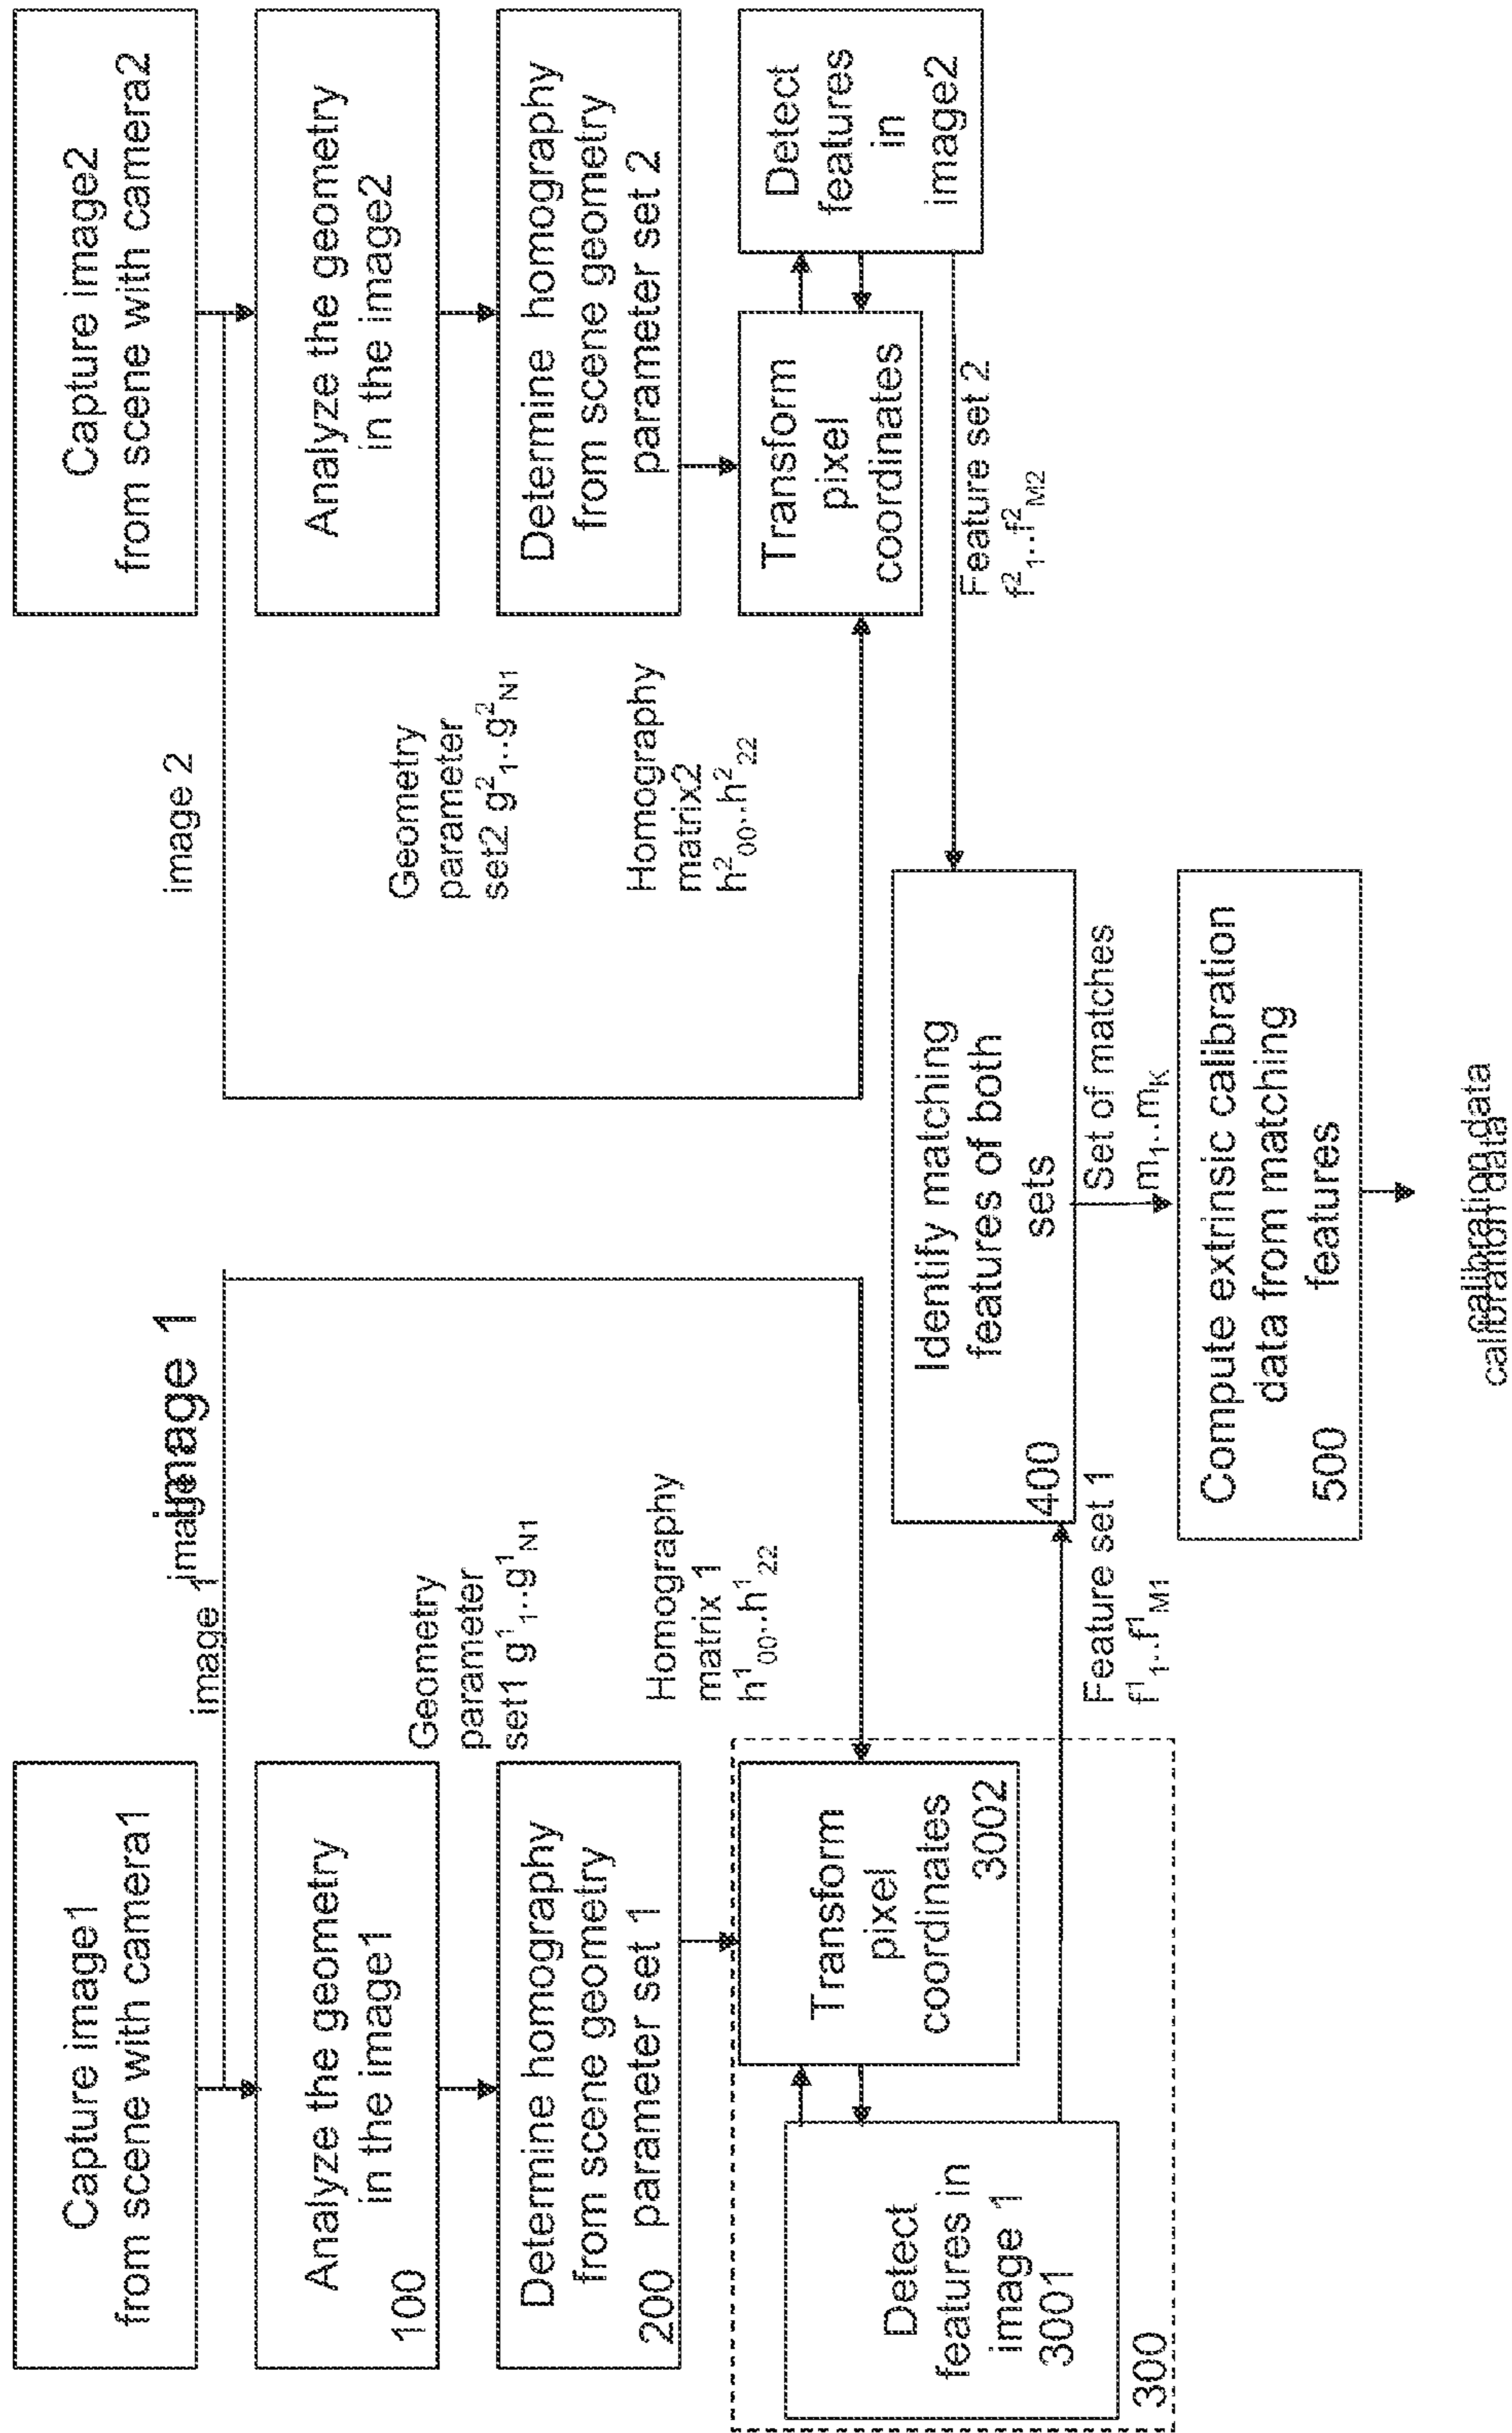 Capture image1
from scene with camera1
image 1
image 1
image 1
Analyze the geometry
in the image1
100
Geometry
parameter
set1 g¹₁..g¹N1
Determine homography
from scene geometry
200 parameter set 1
Homography
matrix 1
h¹₀₀..h¹₂₂
Transform
pixel
coordinates
3002
Detect
features in
image 1
3001
300
Feature set 1
f¹₁..f¹M1
Capture image2
from scene with camera2
image 2
Analyze the geometry
in the image2
Geometry
parameter
set2 g²₁..g²N1
Determine homography
from scene geometry
parameter set 2
Homography
matrix2
h²₀₀..h²₂₂
Transform
pixel
coordinates
Detect
features
in
image2
Feature set 2
f²₁..f²M2
Identify matching
features of both
sets
400
Set of matches
m₁..mK
Compute extrinsic calibration
data from matching
features
500
calibration data
calibration data